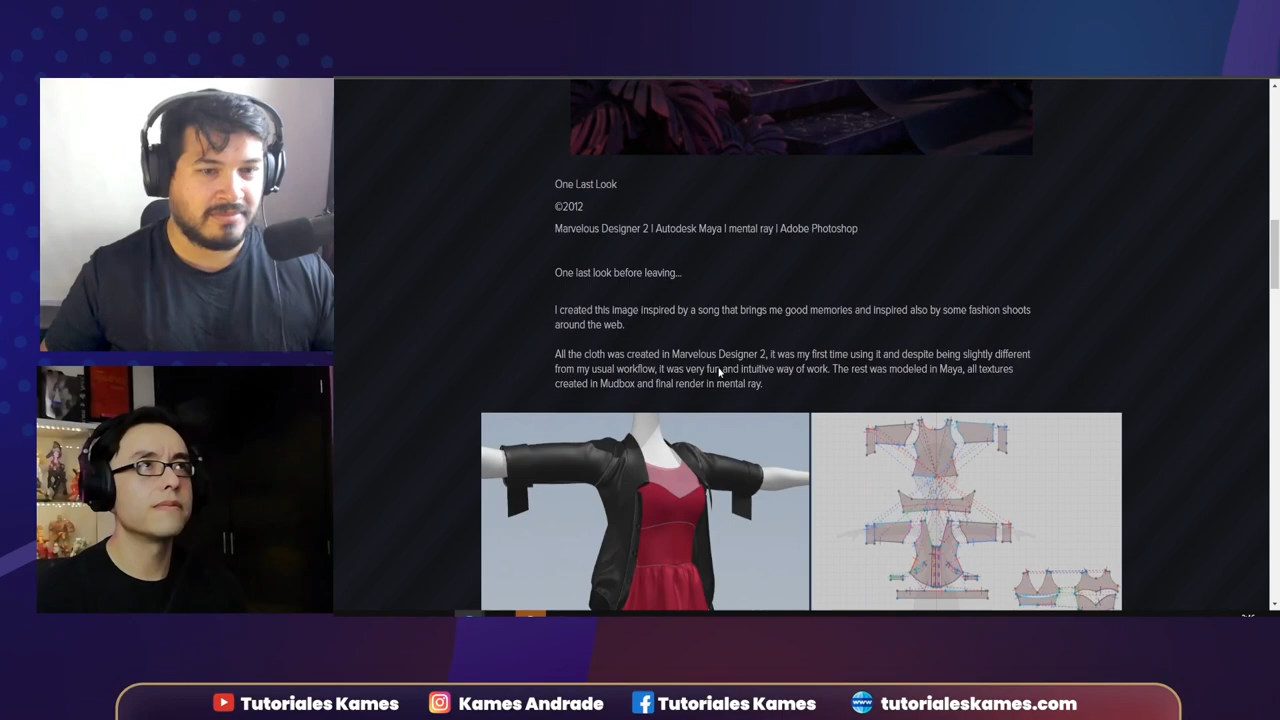 One Last Look
©2012
Marvelous Designer 2 | Autodesk Maya | mental ray | Adobe Photoshop
One last look before leaving...
I created this image inspired by a song that brings me good memories and inspired also by some fashion shoots
around the web.
All the cloth was created in Marvelous Designer 2, it was my first time using it and despite being slightly different
from my usual workflow, it was very fun and intuitive way of work. The rest was modeled in Maya, all textures
created in Mudbox and final render in mental ray.
Tutoriales Kames
Kames Andrade
Tutoriales Kames
www
tutorialeskames.com